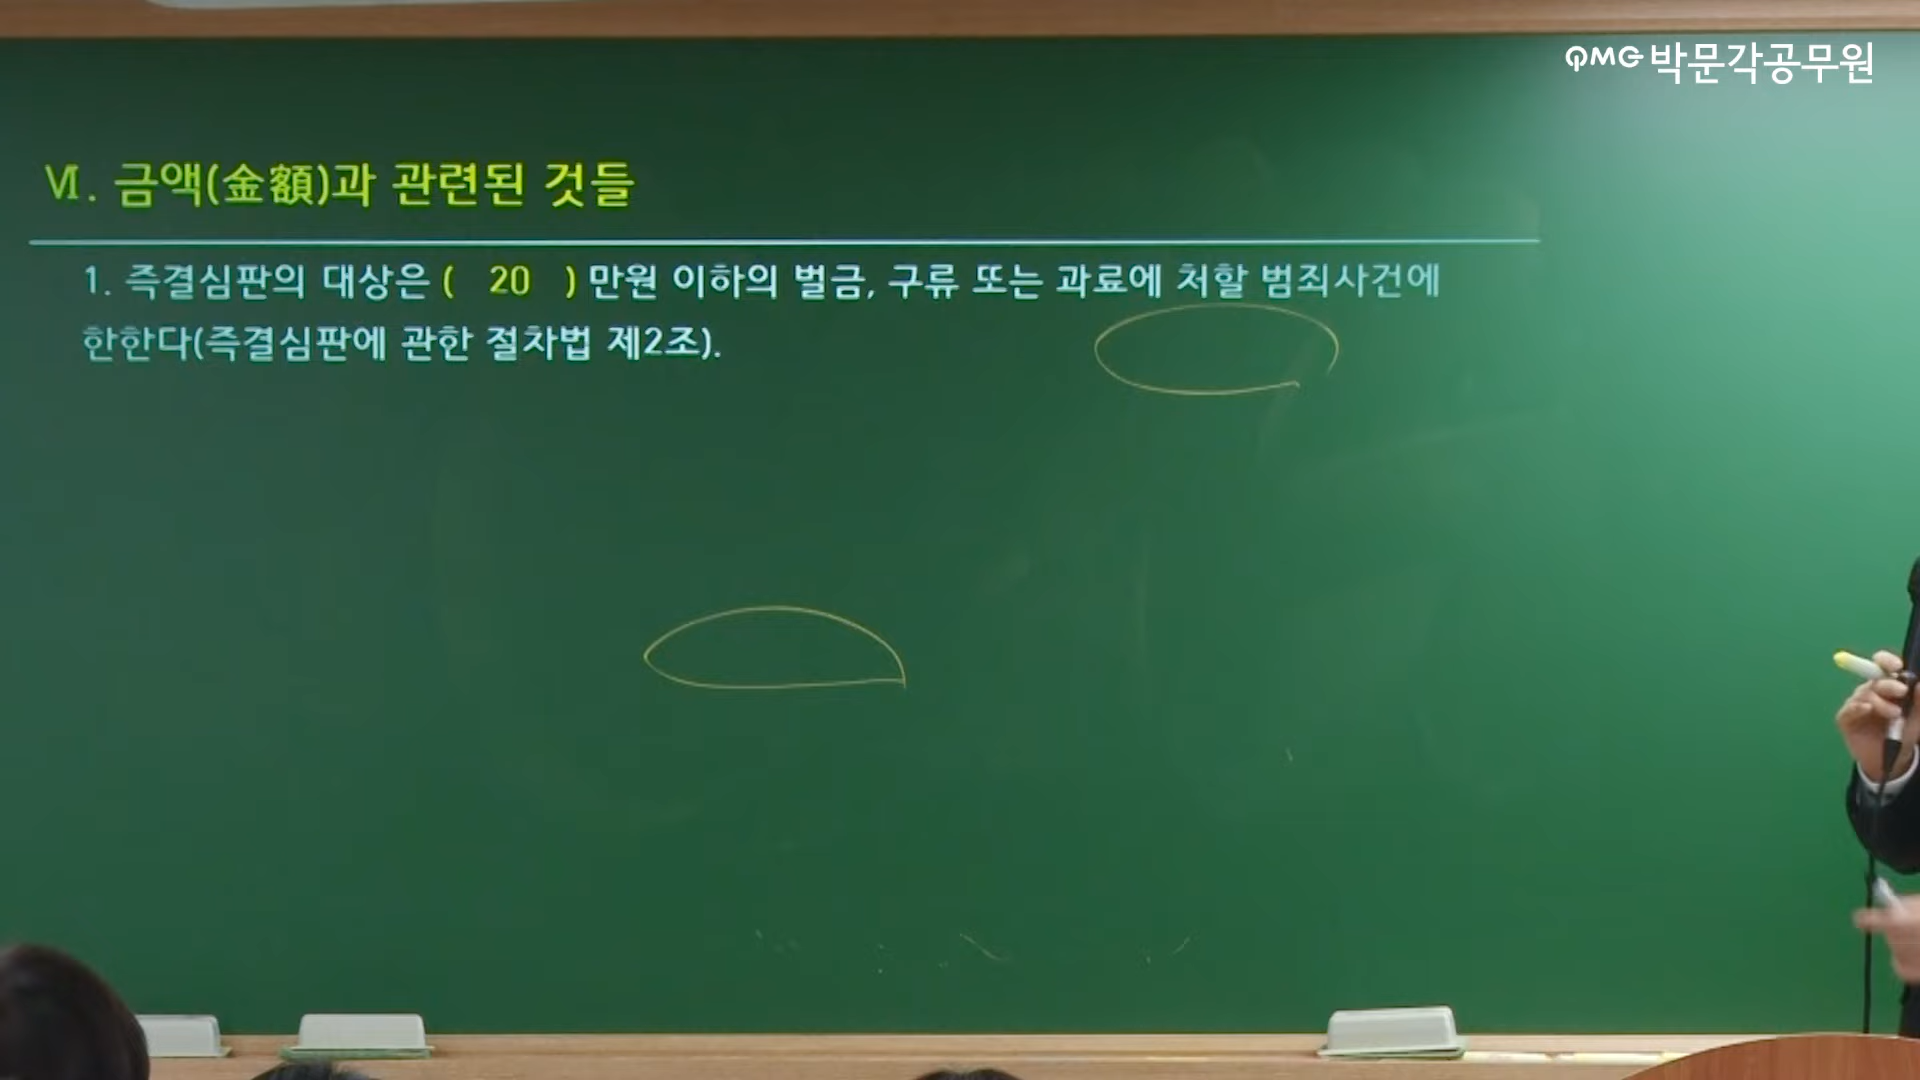 PMG 박문각공무원
Ⅵ. 금액(金額)과 관련된 것들
1. 즉결심판의 대상은 ( 20 ) 만원 이하의 벌금, 구류 또는 과료에 처할 범죄사건에
한한다(즉결심판에 관한 절차법 제2조).